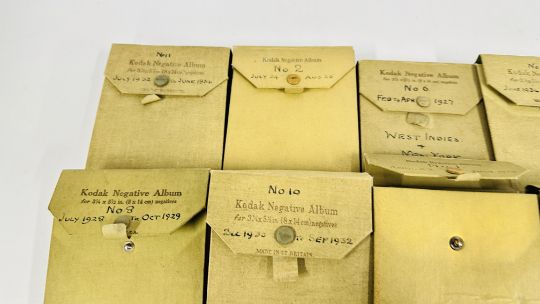 No 11
Kodak Negative Album
JULY 1932 TO JUNE 1934
No 2
Kodak Negative Album
JULY 24 AUG 25
Kodak Negative Album
No 6
FEB TO APR 1927
WEST INDIES
+
NEW YORK
Kodak Negative
JUNE 1934
Kodak Negative Album
for 3¼ x 5½ in. (8 x 14 cm) negatives
No 8
JULY 1928 TO OCT 1929
No 10
Kodak Negative Album
for 3¼ x 5½ in. (8 x 14 cm) negatives
DEC 1930 TO SEP 1932
MADE IN GT. BRITAIN